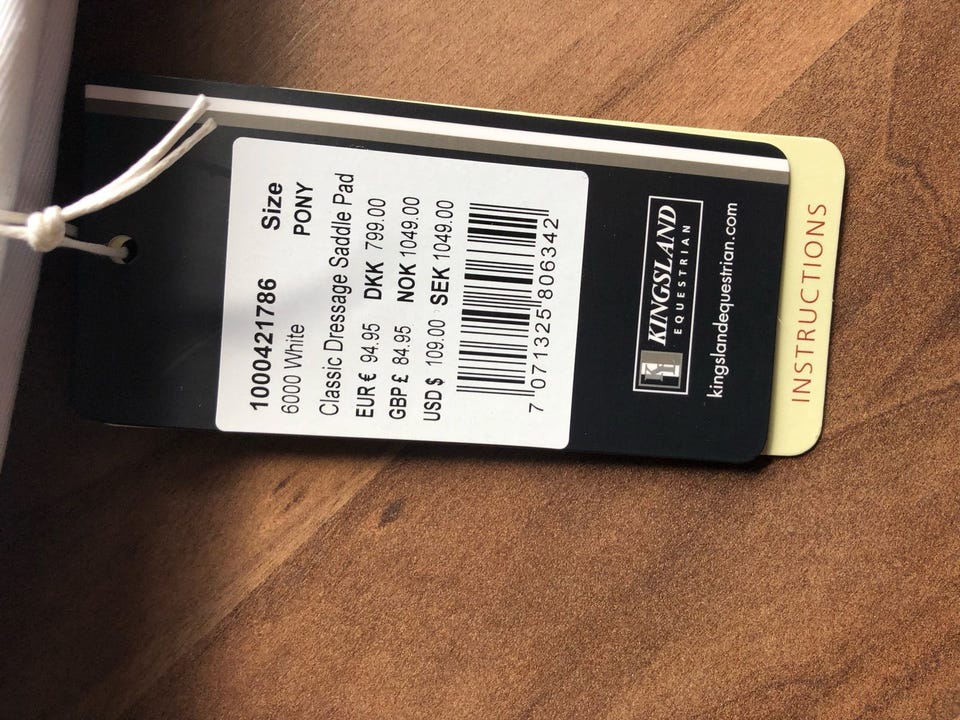 1000421786 Size
6000 White PONY
Classic Dressage Saddle Pad
EUR € 94.95 DKK 799.00
GBP £ 84.95 NOK 1049.00
USD $ 109.00 SEK 1049.00
7 071325 806342
KINGSLAND
EQUESTRIAN
kingslandequestrian.com
INSTRUCTIONS